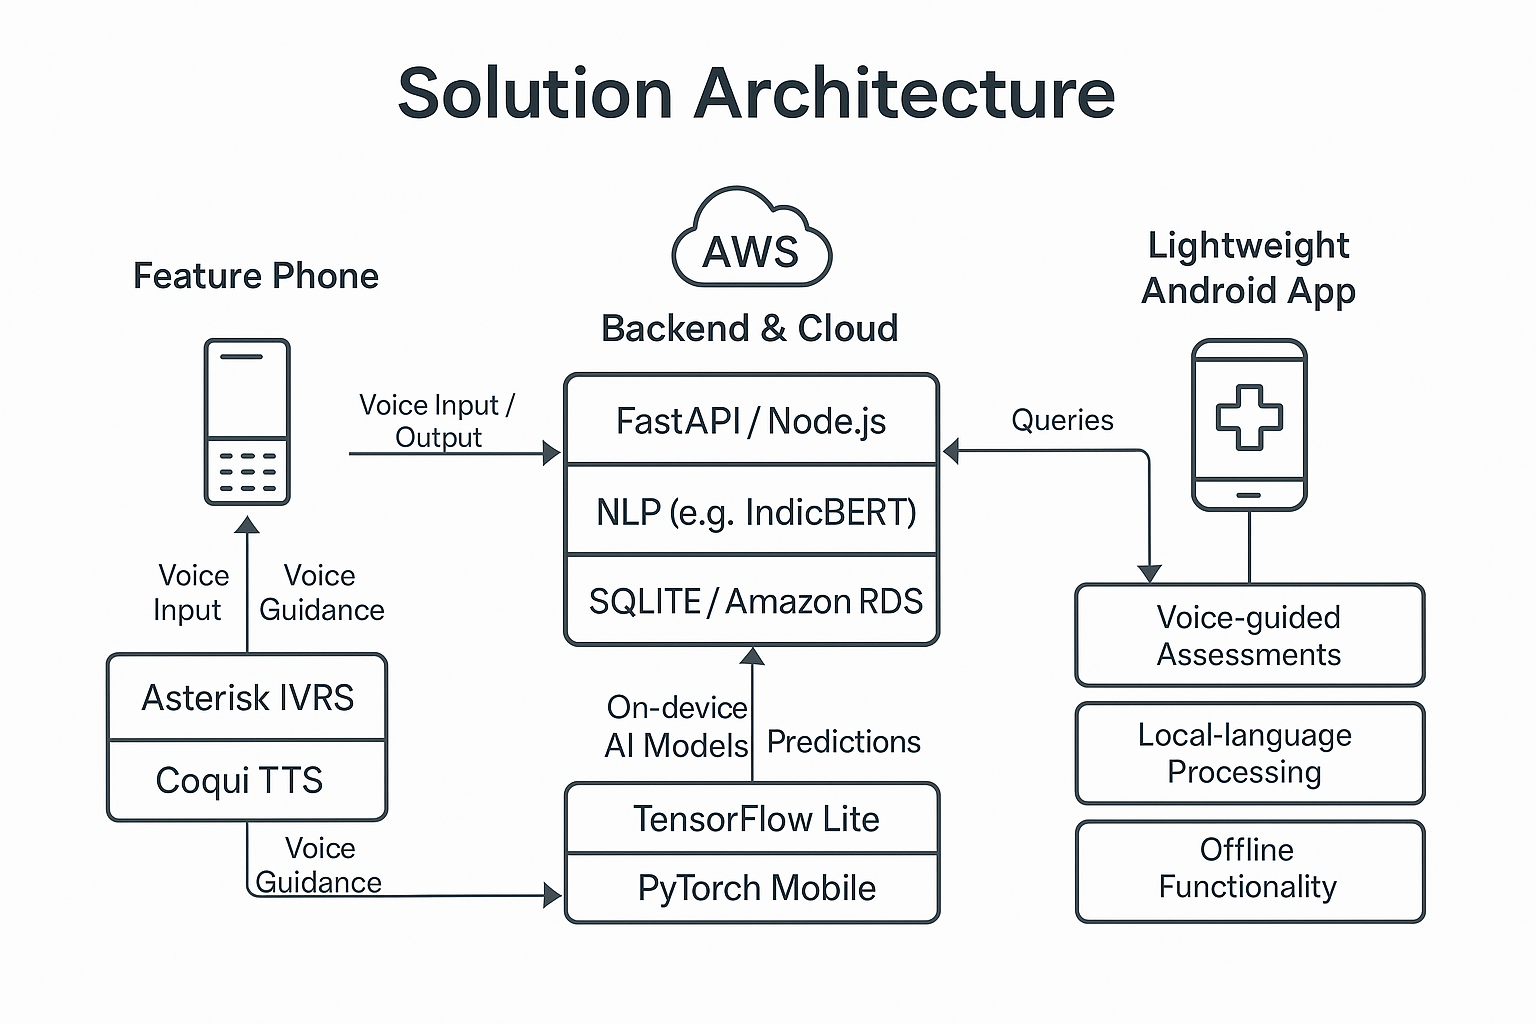 Solution Architecture
AWS
Feature Phone
Backend & Cloud
Lightweight
Android App
Voice Input /
Output
FastAPI / Node.js
NLP (e.g. IndicBERT)
SQLITE / Amazon RDS
Queries
Voice
Input
Voice
Guidance
Asterisk IVRS
Coqui TTS
Voice
Guidance
On-device
AI Models
Predictions
TensorFlow Lite
PyTorch Mobile
Voice-guided
Assessments
Local-language
Processing
Offline
Functionality